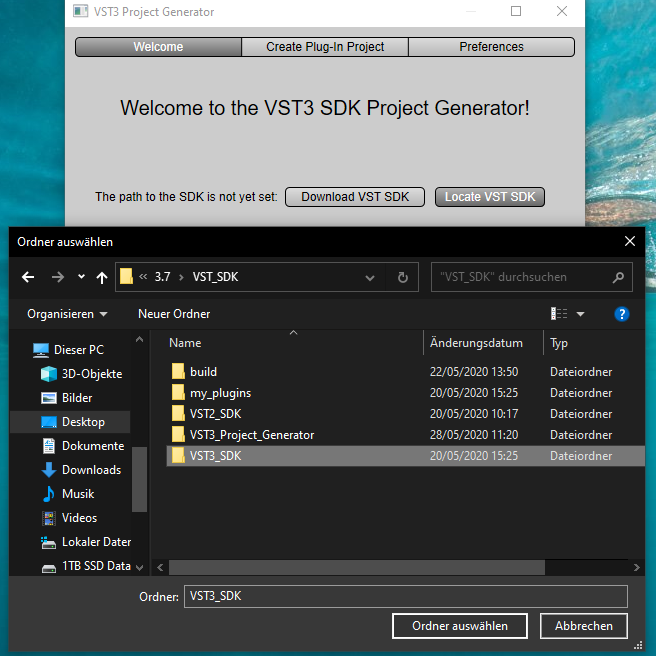 VST3 Project Generator
Welcome Create Plug-In Project Preferences
Welcome to the VST3 SDK Project Generator!
The path to the SDK is not yet set: Download VST SDK Locate VST SDK
Ordner auswählen
« 3.7 › VST_SDK "VST_SDK" durchsuchen
Organisieren Neuer Ordner ?
Dieser PC
3D-Objekte
Bilder
Desktop
Dokumente
Downloads
Musik
Videos
Lokaler Daten
1TB SSD Data
Name Änderungsdatum Typ
build 22/05/2020 13:50 Dateiordner
my_plugins 20/05/2020 15:25 Dateiordner
VST2_SDK 20/05/2020 10:17 Dateiordner
VST3_Project_Generator 28/05/2020 11:20 Dateiordner
VST3_SDK 20/05/2020 15:25 Dateiordner
Ordner: VST3_SDK
Ordner auswählen Abbrechen